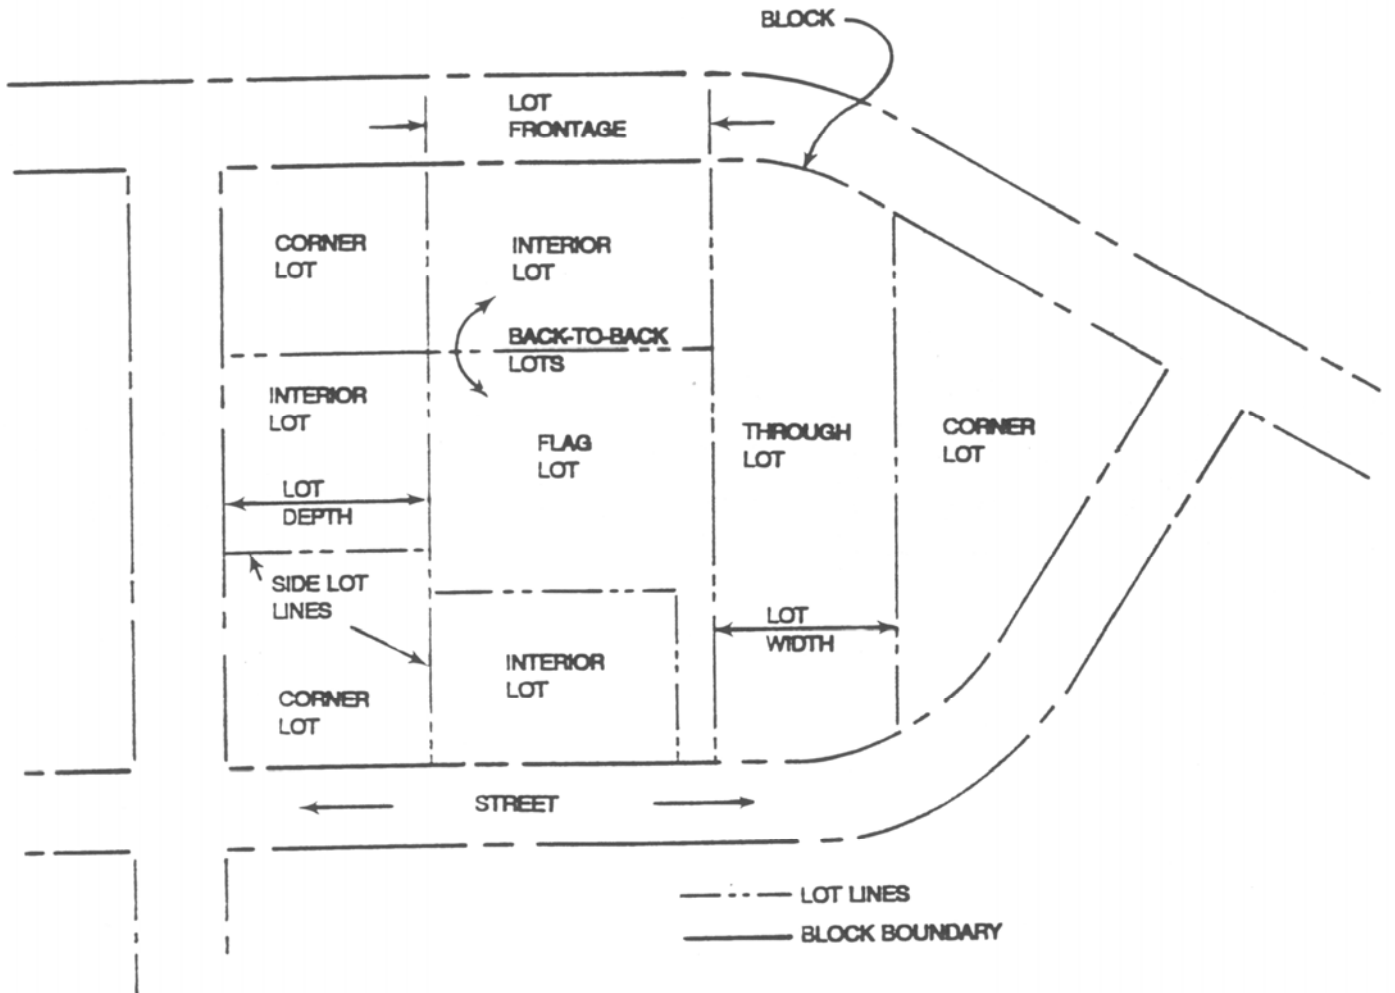 BLOCK
LOT
FRONTAGE
CORNER
LOT
INTERIOR
LOT
BACK-TO-BACK
LOTS
INTERIOR
LOT
FLAG
LOT
THROUGH
LOT
CORNER
LOT
LOT
DEPTH
SIDE LOT
LINES
LOT
WIDTH
INTERIOR
LOT
CORNER
LOT
STREET
LOT LINES
BLOCK BOUNDARY